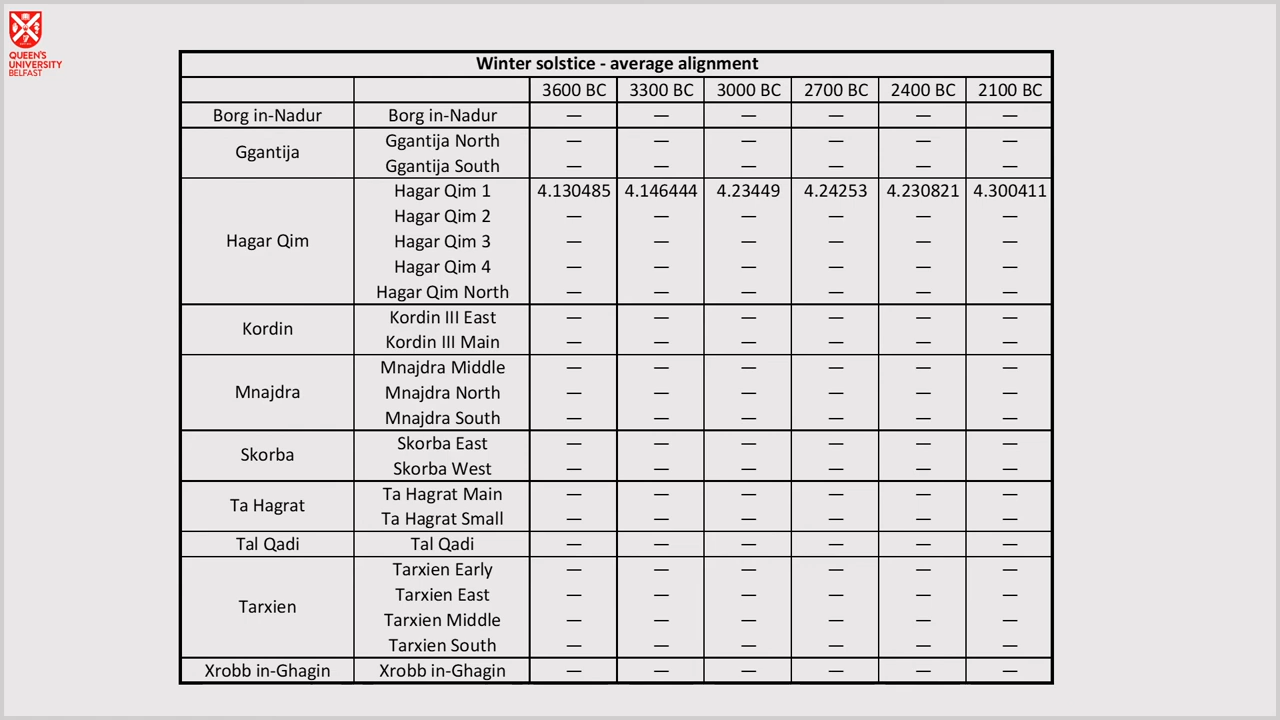 QUEEN'S
UNIVERSITY
BELFAST
Winter solstice - average alignment
3600 BC 3300 BC 3000 BC 2700 BC 2400 BC 2100 BC
Borg in-Nadur Borg in-Nadur — — — — — —
Ggantija
Ggantija North — — — — — —
Ggantija South — — — — — —
Hagar Qim
Hagar Qim 1 4.130485 4.146444 4.23449 4.24253 4.230821 4.300411
Hagar Qim 2 — — — — — —
Hagar Qim 3 — — — — — —
Hagar Qim 4 — — — — — —
Hagar Qim North — — — — — —
Kordin
Kordin III East — — — — — —
Kordin III Main — — — — — —
Mnajdra
Mnajdra Middle — — — — — —
Mnajdra North — — — — — —
Mnajdra South — — — — — —
Skorba
Skorba East — — — — — —
Skorba West — — — — — —
Ta Hagrat
Ta Hagrat Main — — — — — —
Ta Hagrat Small — — — — — —
Tal Qadi Tal Qadi — — — — — —
Tarxien
Tarxien Early — — — — — —
Tarxien East — — — — — —
Tarxien Middle — — — — — —
Tarxien South — — — — — —
Xrobb in-Ghagin Xrobb in-Ghagin — — — — — —